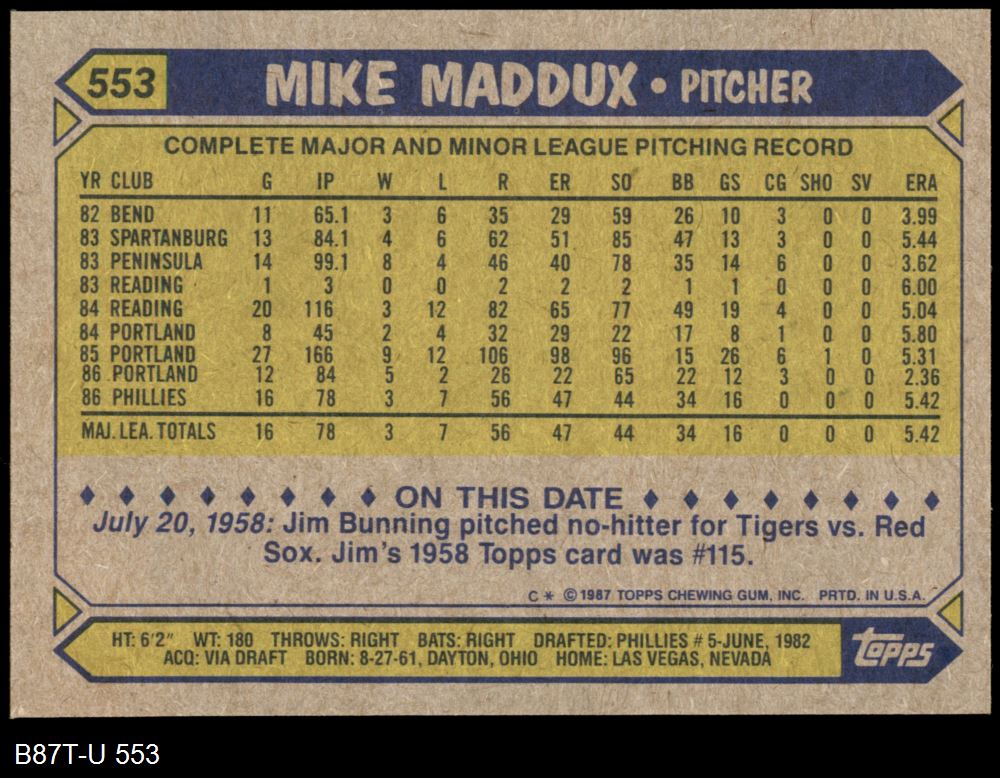 553 MIKE MADDUX • PITCHER
COMPLETE MAJOR AND MINOR LEAGUE PITCHING RECORD
YR CLUB G IP W L R ER SO BB GS CG SHO SV ERA
82 BEND 11 65.1 3 6 35 29 59 26 10 3 0 0 3.99
83 SPARTANBURG 13 84.1 4 6 62 51 85 47 13 3 0 0 5.44
83 PENINSULA 14 99.1 8 4 46 40 78 35 14 6 0 0 3.62
83 READING 1 3 0 0 2 2 2 1 1 0 0 0 6.00
84 READING 20 116 3 12 82 65 77 49 19 4 0 0 5.04
84 PORTLAND 8 45 2 4 32 29 22 17 8 1 0 0 5.80
85 PORTLAND 27 166 9 12 106 98 96 15 26 6 1 0 5.31
86 PORTLAND 12 84 5 2 26 22 65 22 12 3 0 0 2.36
86 PHILLIES 16 78 3 7 56 47 44 34 16 0 0 0 5.42
MAJ. LEA. TOTALS 16 78 3 7 56 47 44 34 16 0 0 0 5.42
♦ ♦ ♦ ♦ ♦ ♦ ♦ ♦ ON THIS DATE ♦ ♦ ♦ ♦ ♦ ♦ ♦ ♦
July 20, 1958: Jim Bunning pitched no-hitter for Tigers vs. Red
Sox. Jim's 1958 Topps card was #115.
C * © 1987 TOPPS CHEWING GUM, INC. PRTD. IN U.S.A.
HT: 6'2" WT: 180 THROWS: RIGHT BATS: RIGHT DRAFTED: PHILLIES # 5-JUNE, 1982
ACQ: VIA DRAFT BORN: 8-27-61, DAYTON, OHIO HOME: LAS VEGAS, NEVADA
Topps
B87T-U 553